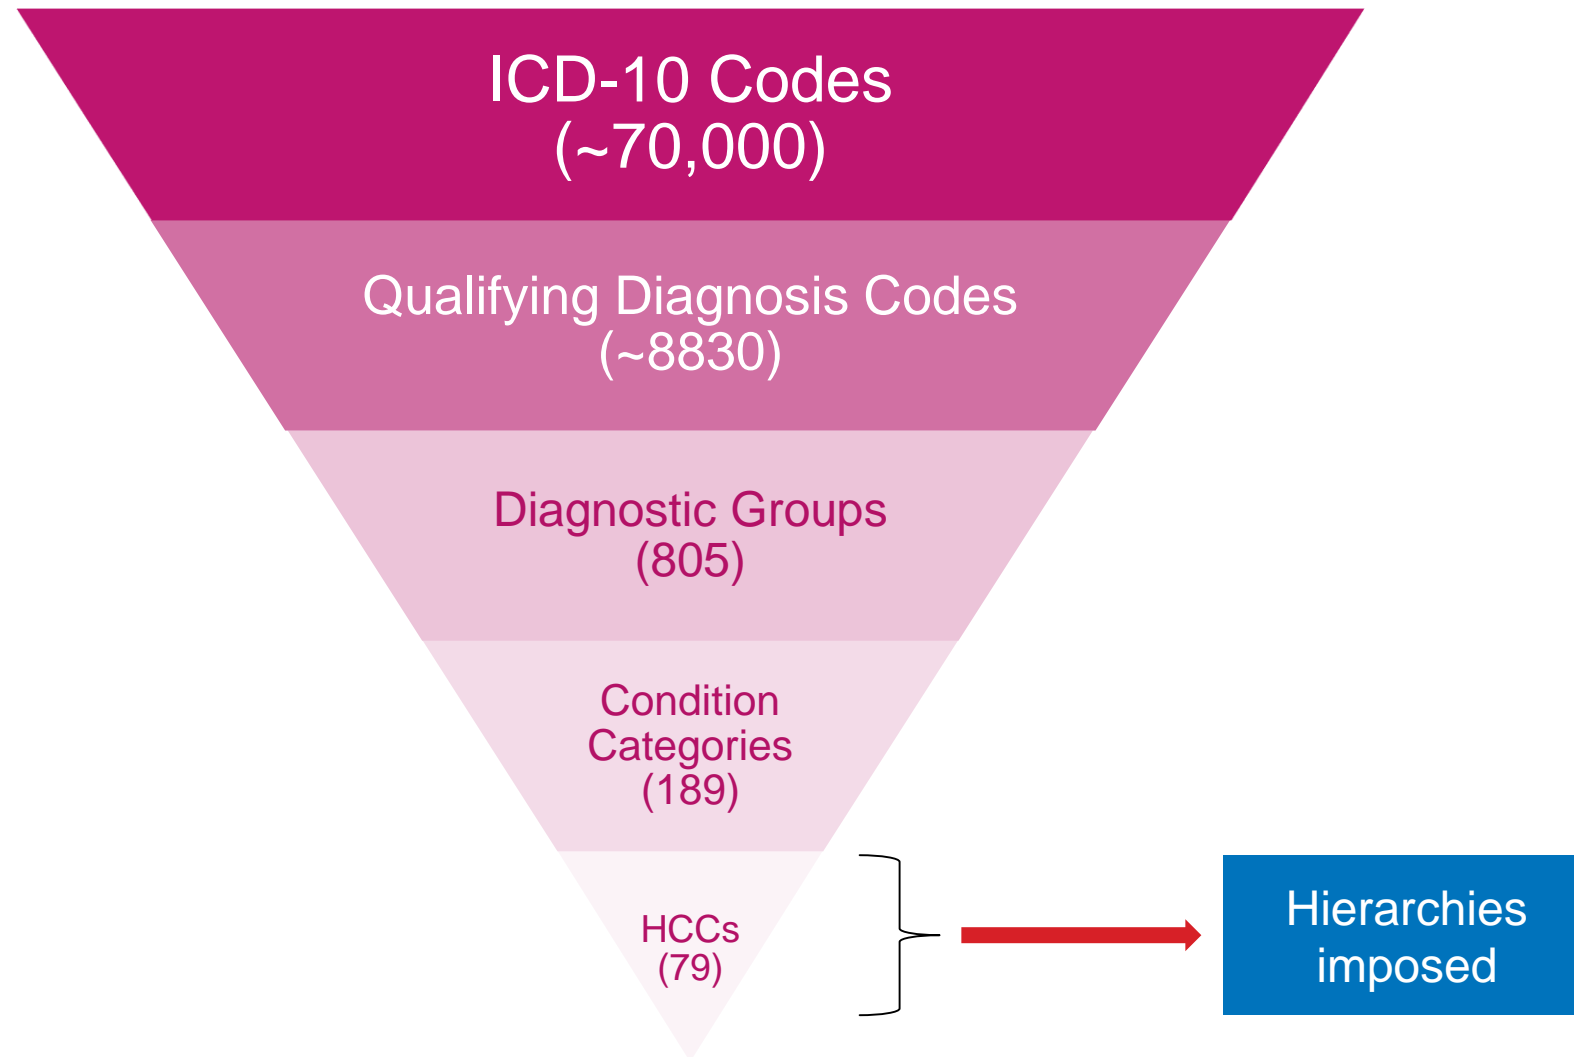 ICD-10 Codes
(~70,000)
Qualifying Diagnosis Codes
(~8830)
Diagnostic Groups
(805)
Condition
Categories
(189)
HCCs
(79)
Hierarchies
imposed